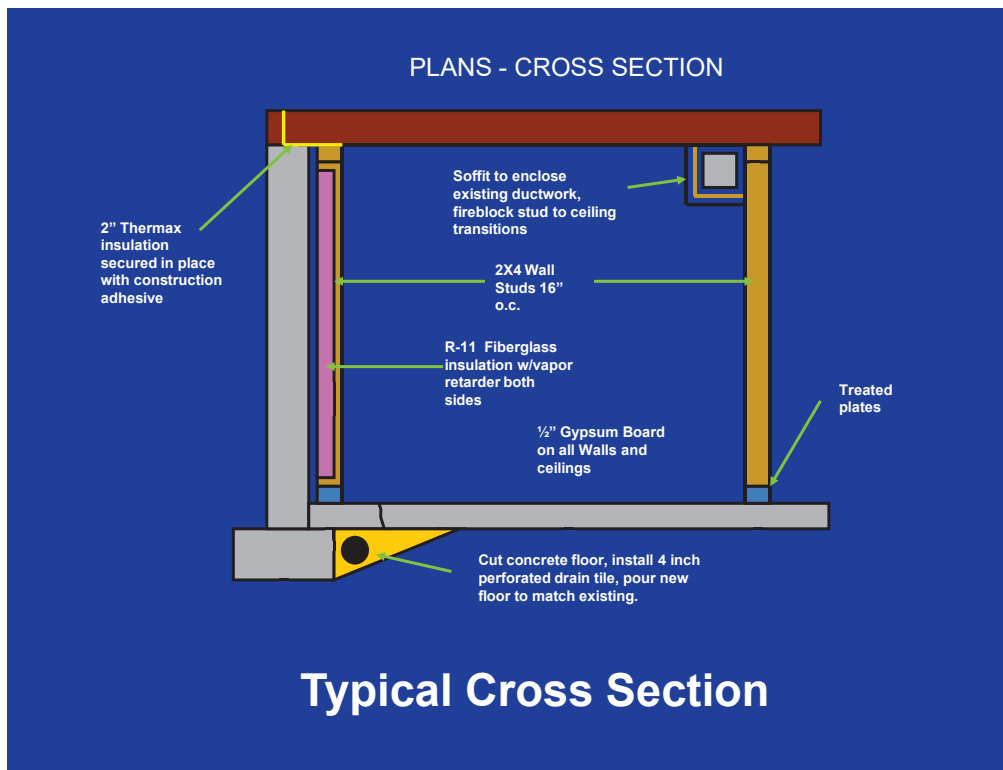 PLANS - CROSS SECTION
Soffit to enclose
existing ductwork,
fireblock stud to ceiling
transitions
2” Thermax
insulation
secured in place
with construction
adhesive
2X4 Wall
Studs 16”
o.c.
R-11  Fiberglass
insulation w/vapor
retarder both
sides
Treated
plates
½” Gypsum Board
on all Walls and
ceilings
Cut concrete floor, install 4 inch
perforated drain tile, pour new
floor to match existing.
Typical Cross Section